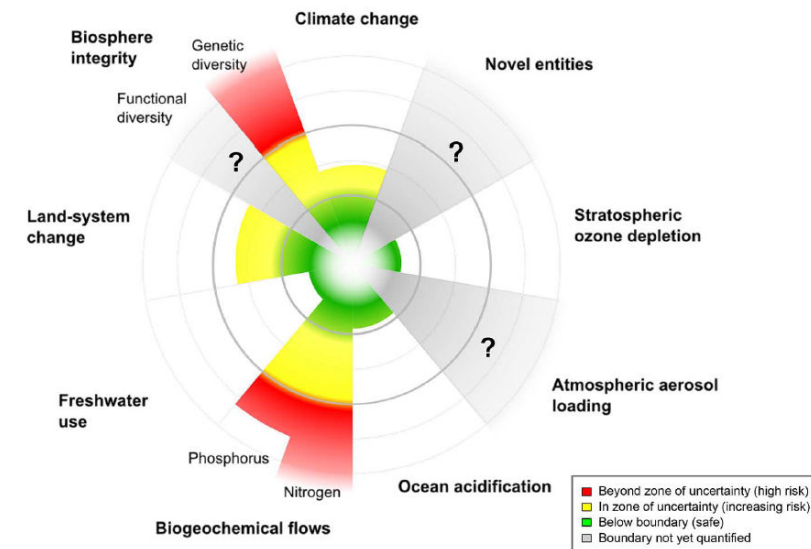 Climate change
Biosphere
integrity
Genetic
diversity
Novel entities
Functional
diversity
?
?
Land-system
change
Stratospheric
ozone depletion
?
Freshwater
use
Atmospheric aerosol
loading
Phosphorus
Nitrogen
Ocean acidification
Biogeochemical flows
Beyond zone of uncertainty (high risk)
In zone of uncertainty (increasing risk)
Below boundary (safe)
Boundary not yet quantified